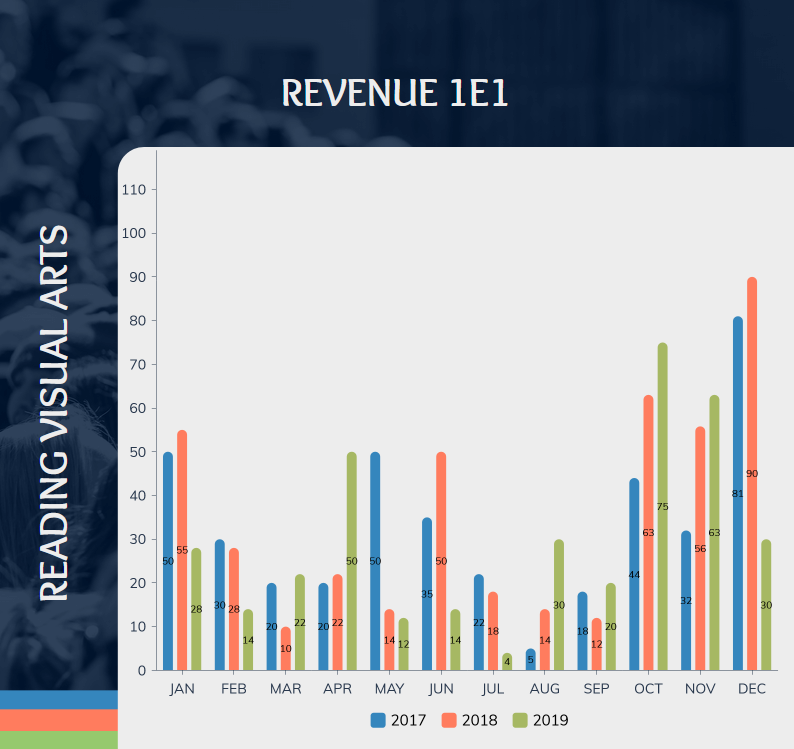 REVENUE 1E1
READING VISUAL ARTS
110
100
90
80
70
60
50
40
30
20
10
0
50 55 28
30 28 14
20 10 22
20 22 50
50 14 12
35 50 14
22 18 4
5 14 30
18 12 20
44 63 75
32 56 63
81 90 30
JAN FEB MAR APR MAY JUN JUL AUG SEP OCT NOV DEC
2017 2018 2019